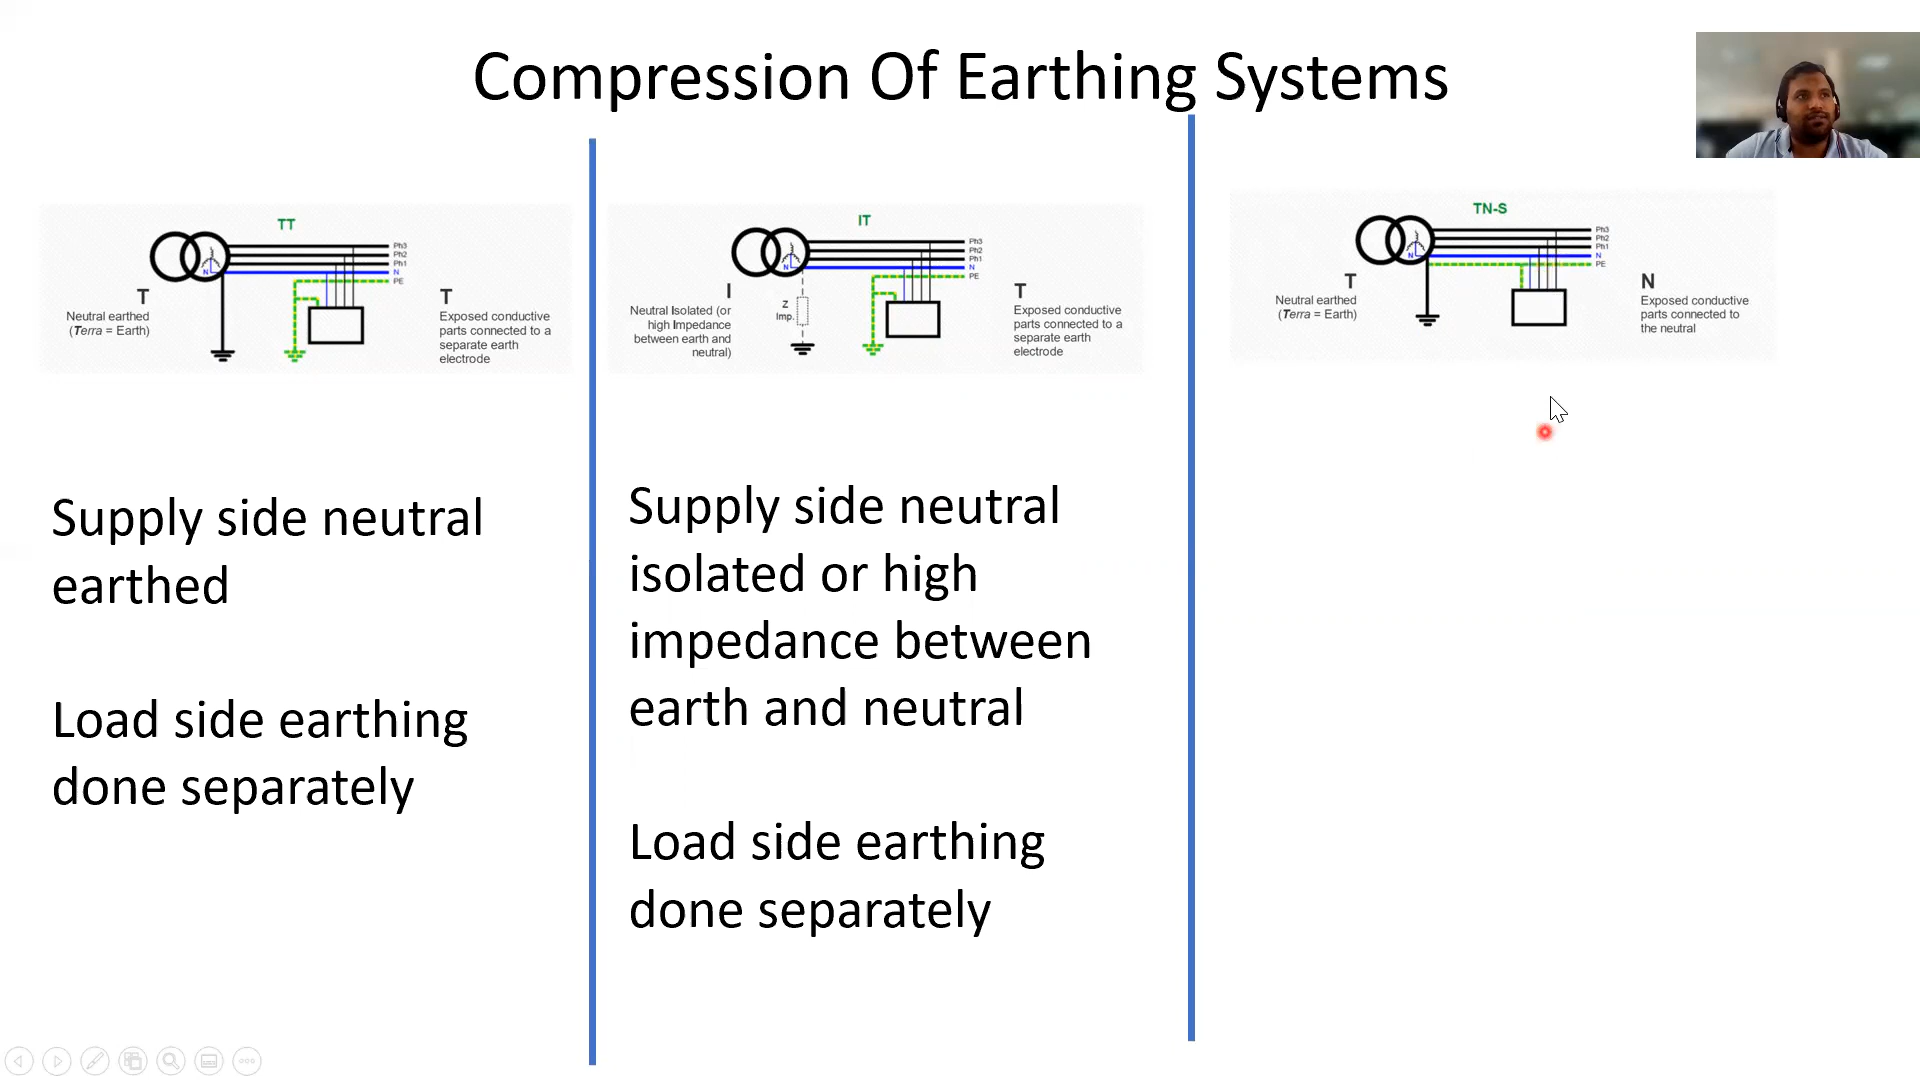 Compression Of Earthing Systems
TT
Ph3
Ph2
Ph1
N
PE
N
T
Neutral earthed
(Terra = Earth)
T
Exposed conductive
parts connected to a
separate earth
electrode
Supply side neutral
earthed
Load side earthing
done separately
IT
Ph3
Ph2
Ph1
N
PE
N
I
Neutral Isolated (or
high Impedance
between earth and
neutral)
Z
Imp.
T
Exposed conductive
parts connected to a
separate earth
electrode
Supply side neutral
isolated or high
impedance between
earth and neutral
Load side earthing
done separately
TN-S
Ph3
Ph2
Ph1
N
PE
N
T
Neutral earthed
(Terra = Earth)
N
Exposed conductive
parts connected to
the neutral